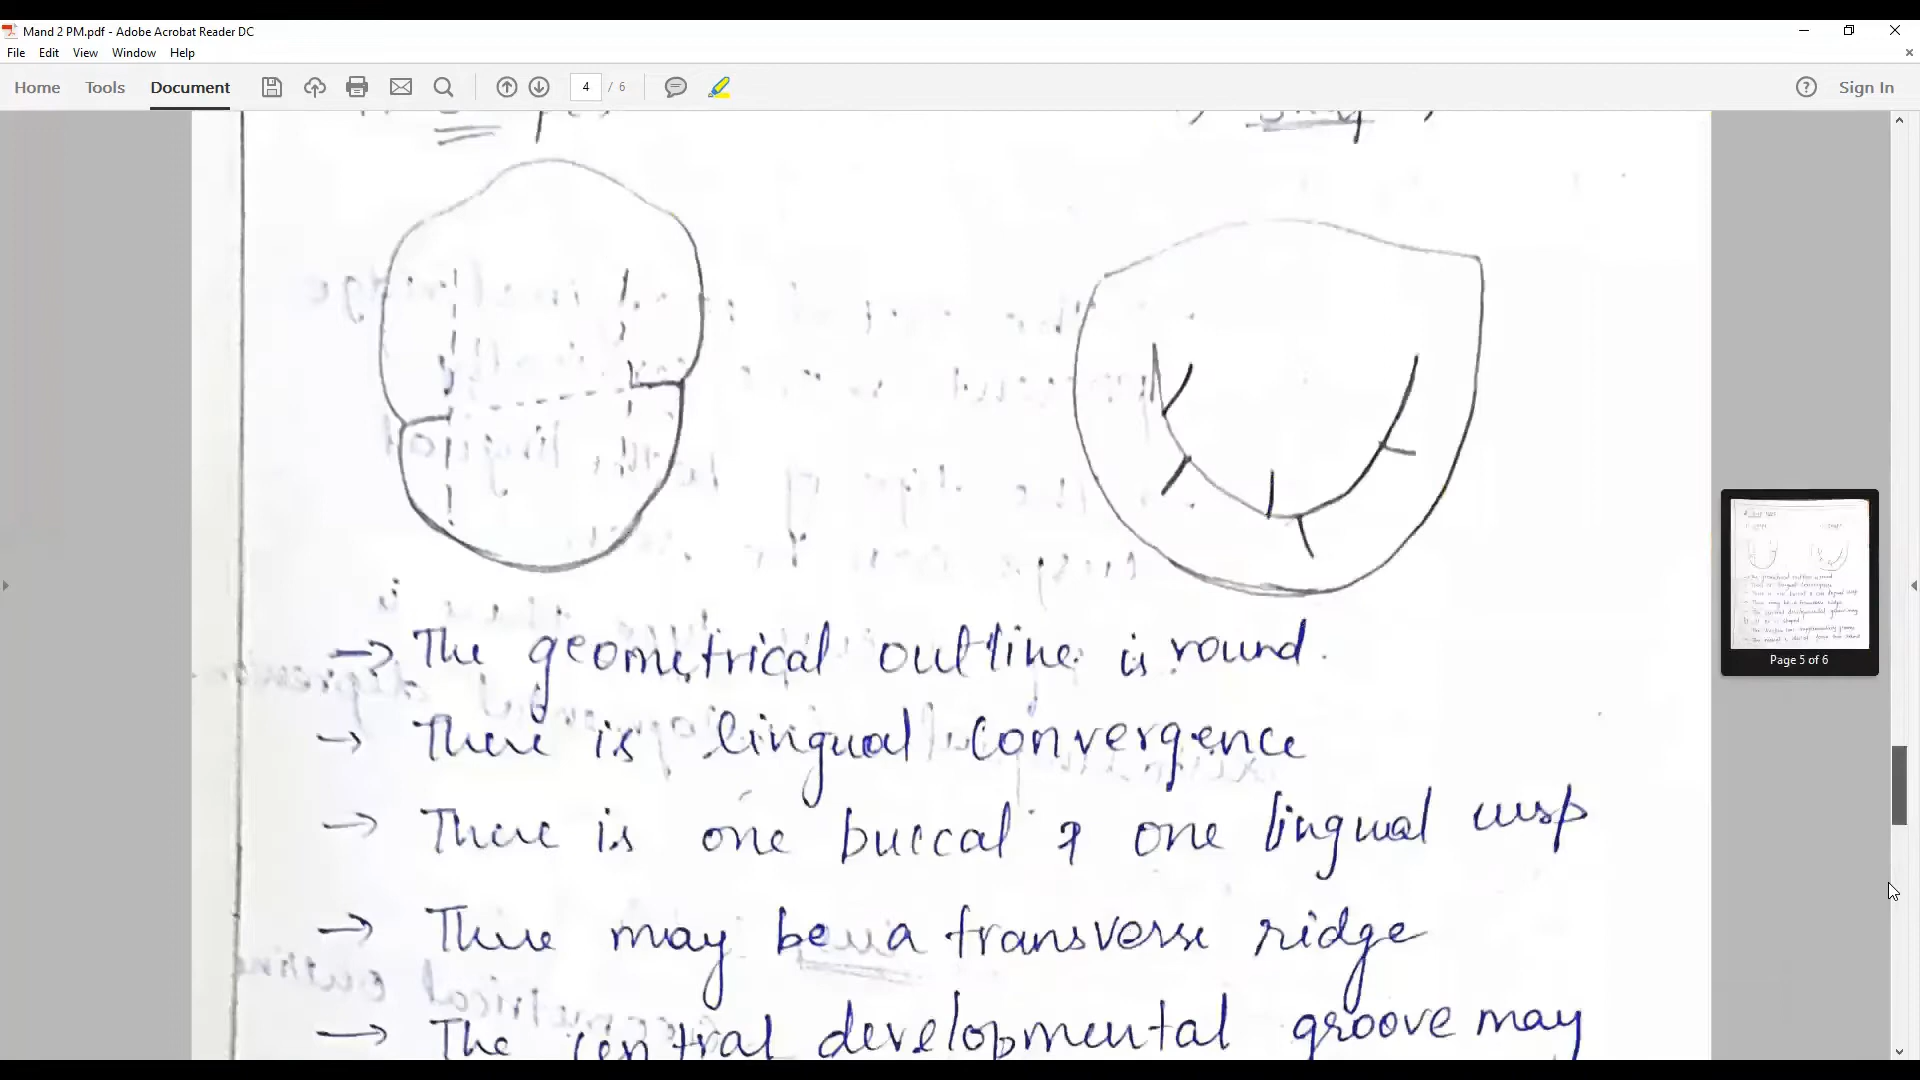 Mand 2 PM.pdf - Adobe Acrobat Reader DC
File Edit View Window Help
Home Tools Document 4 / 6 Sign In
→ The geometrical outline is round.
→ There is lingual convergence
→ There is one buccal & one lingual cusp
→ There may be a transverse ridge
→ The central developmental groove may
Page 5 of 6